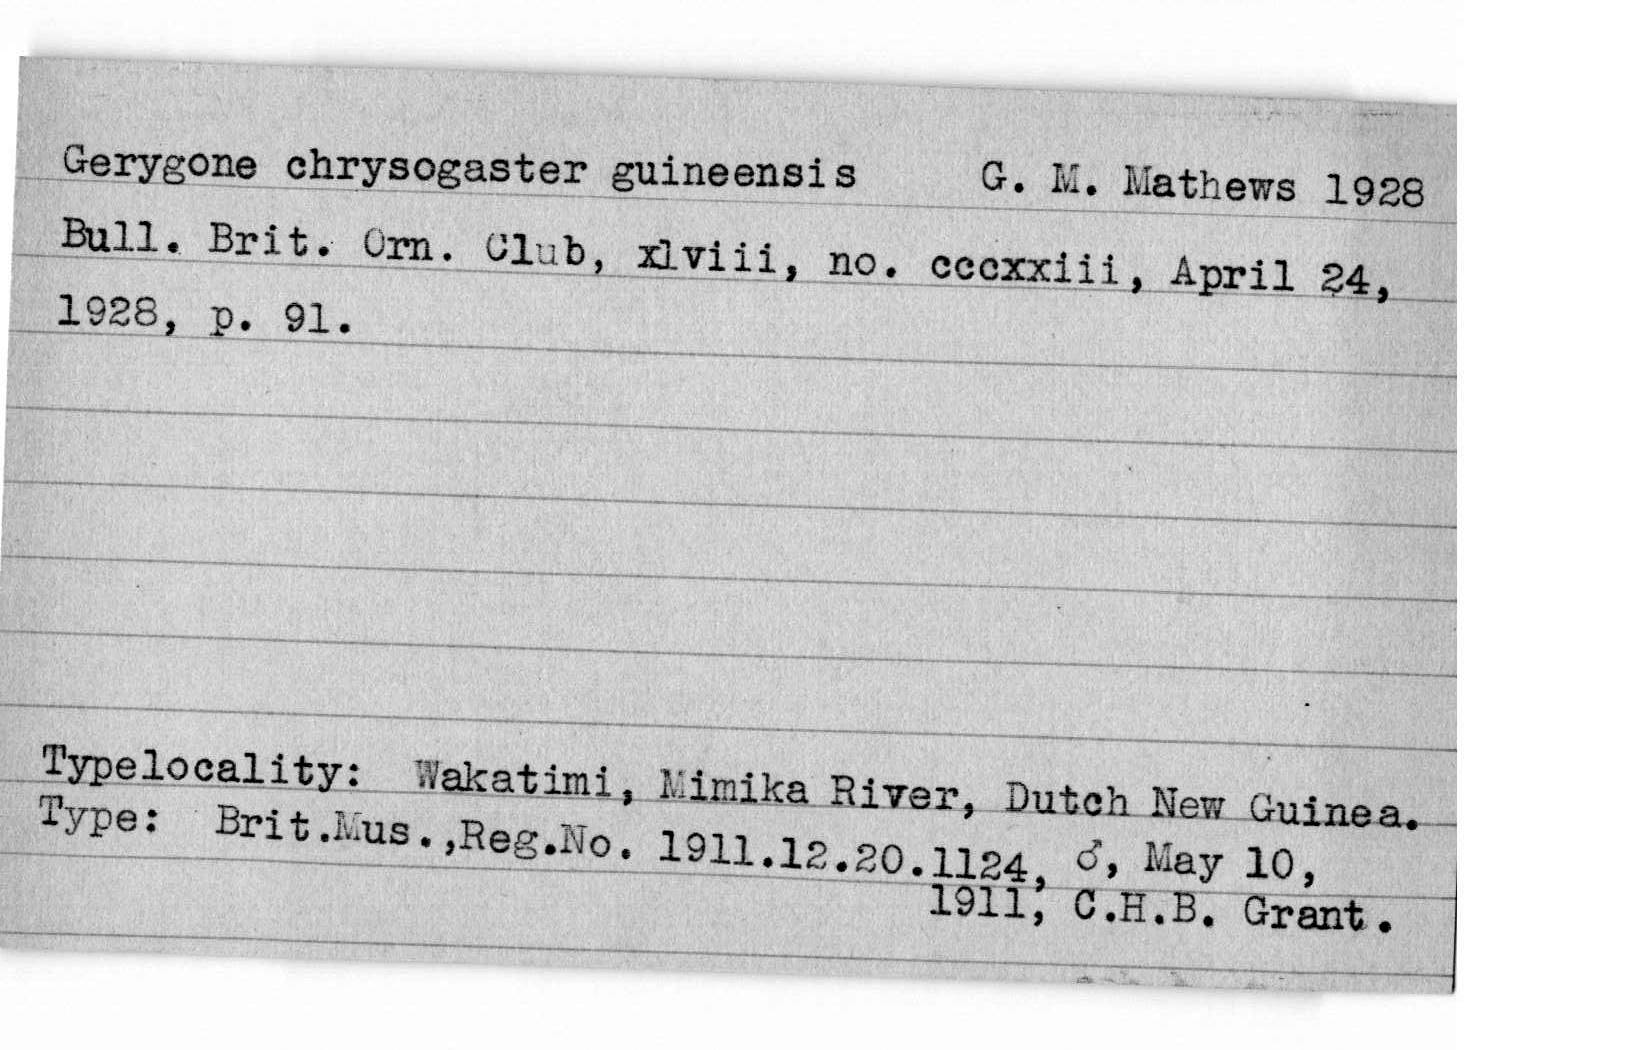 Gerygone chrysogaster guineensis G. M. Mathews 1928
Bull. Brit. Orn. Club, xlviii, no. cccxxiii, April 24,
1928, p. 91.
Typelocality: Wakatimi, Mimika River, Dutch New Guinea.
Type: Brit.Mus.,Reg.No. 1911.12.20.1124, ♂, May 10,
1911, C.H.B. Grant.